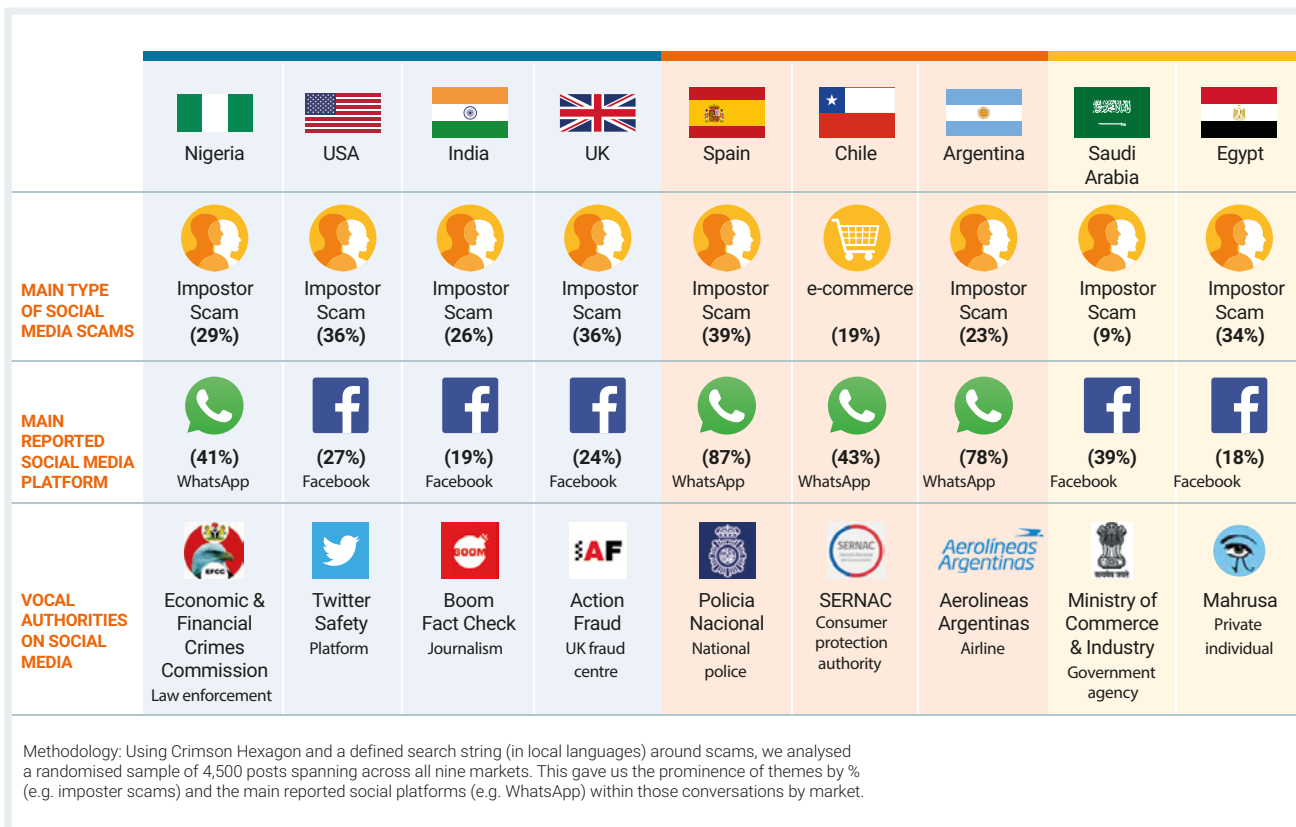 Nigeria
USA
India
UK
Spain
Chile
Argentina
Saudi
Arabia
Egypt
MAIN TYPE
OF SOCIAL
MEDIA SCAMS
Impostor
Scam
(29%)
Impostor
Scam
(36%)
Impostor
Scam
(26%)
Impostor
Scam
(36%)
Impostor
Scam
(39%)
e-commerce
(19%)
Impostor
Scam
(23%)
Impostor
Scam
(9%)
Impostor
Scam
(34%)
MAIN
REPORTED
SOCIAL MEDIA
PLATFORM
(41%)
WhatsApp
(27%)
Facebook
(19%)
Facebook
(24%)
Facebook
(87%)
WhatsApp
(43%)
WhatsApp
(78%)
WhatsApp
(39%)
Facebook
(18%)
Facebook
VOCAL
AUTHORITIES
ON SOCIAL
MEDIA
EFCC
Economic &
Financial
Crimes
Commission
Law enforcement
Twitter
Safety
Platform
BOOM
Boom
Fact Check
Journalism
AF
Action
Fraud
UK fraud
centre
Policia
Nacional
National
police
SERNAC
SERNAC
Consumer
protection
authority
Aerolíneas
Argentinas
Aerolineas
Argentinas
Airline
सत्यमेव जयते
Ministry of
Commerce
& Industry
Government
agency
Mahrusa
Private
individual
Methodology: Using Crimson Hexagon and a defined search string (in local languages) around scams, we analysed
a randomised sample of 4,500 posts spanning across all nine markets. This gave us the prominence of themes by %
(e.g. imposter scams) and the main reported social platforms (e.g. WhatsApp) within those conversations by market.